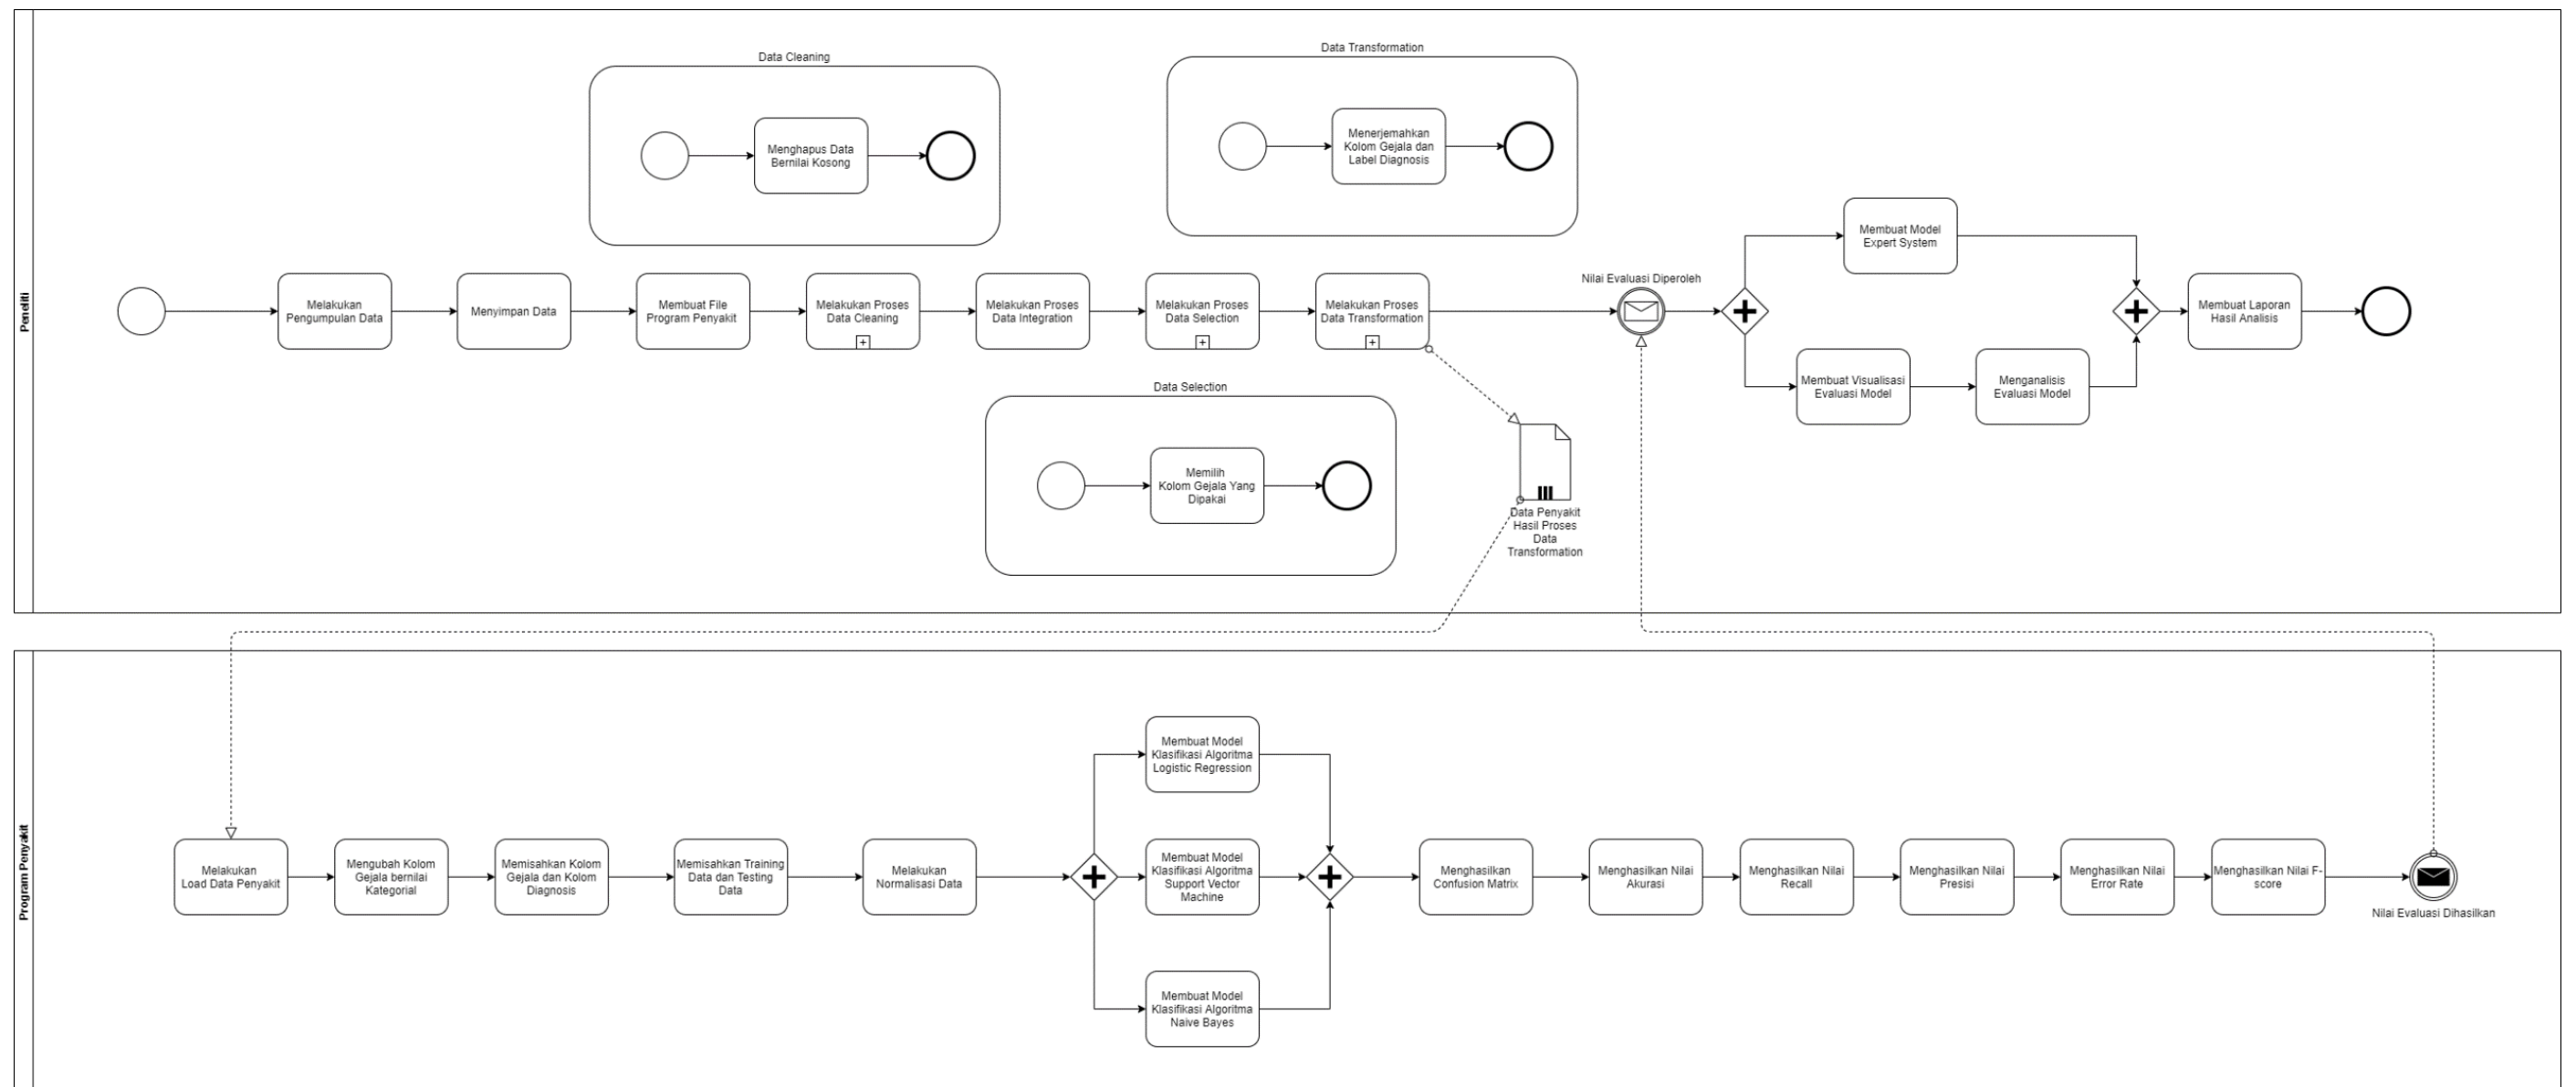 Peneliti
Data Cleaning
Menghapus Data
Bernilai Kosong
Data Transformation
Menerjemahkan
Kolom Gejala dan
Label Diagnosis
Melakukan
Pengumpulan Data
Menyimpan Data
Membuat File
Program Penyakit
Melakukan Proses
Data Cleaning
Melakukan Proses
Data Integration
Melakukan Proses
Data Selection
Melakukan Proses
Data Transformation
Nilai Evaluasi Diperoleh
Membuat Model
Expert System
Membuat Visualisasi
Evaluasi Model
Menganalisis
Evaluasi Model
Membuat Laporan
Hasil Analisis
Data Selection
Memilih
Kolom Gejala Yang
Dipakai
Data Penyakit
Hasil Proses
Data
Transformation
Program Penyakit
Melakukan
Load Data Penyakit
Mengubah Kolom
Gejala bernilai
Kategorial
Memisahkan Kolom
Gejala dan Kolom
Diagnosis
Memisahkan Training
Data dan Testing
Data
Melakukan
Normalisasi Data
Membuat Model
Klasifikasi Algoritma
Logistic Regression
Membuat Model
Klasifikasi Algoritma
Support Vector
Machine
Membuat Model
Klasifikasi Algoritma
Naive Bayes
Menghasilkan
Confusion Matrix
Menghasilkan Nilai
Akurasi
Menghasilkan Nilai
Recall
Menghasilkan Nilai
Presisi
Menghasilkan Nilai
Error Rate
Menghasilkan Nilai F-
score
Nilai Evaluasi Dihasilkan